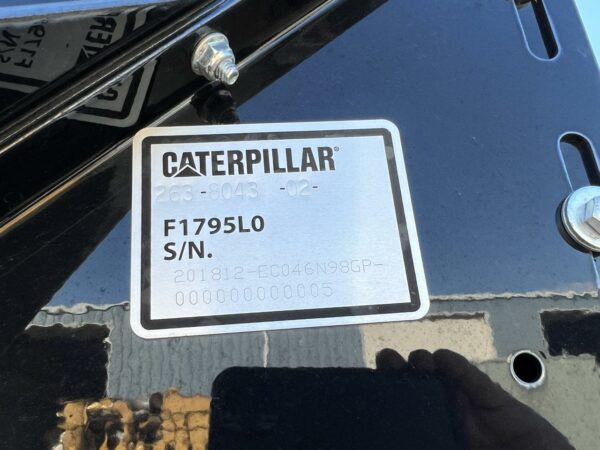 CATERPILLAR®
263-8043 -02-
F1795L0
S/N.
201812-EC046N98GP-
000000000005